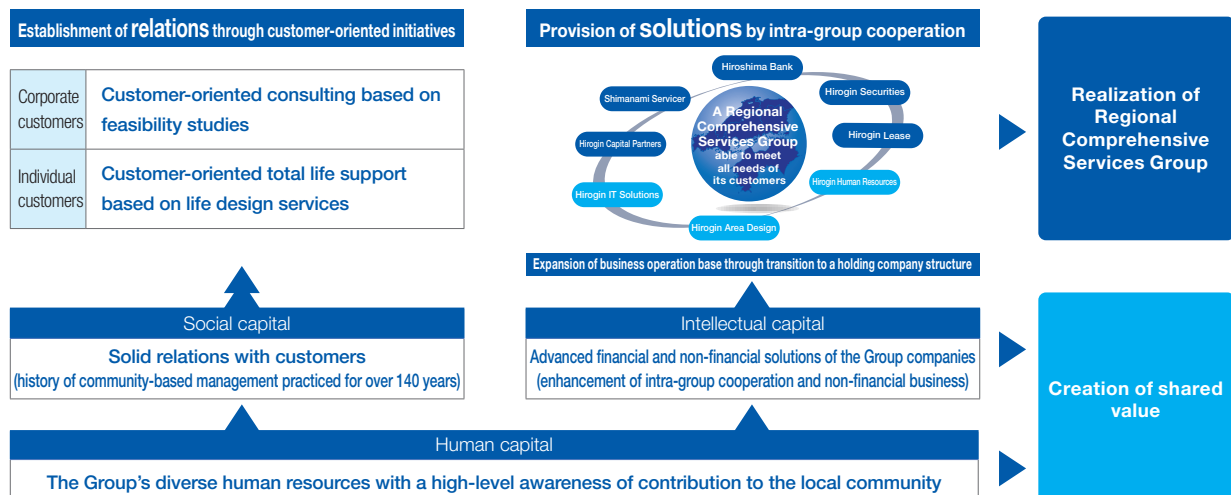 Establishment of relations through customer-oriented initiatives
Corporate
customers
Customer-oriented consulting based on
feasibility studies
Individual
customers
Customer-oriented total life support
based on life design services
Provision of solutions by intra-group cooperation
Hiroshima Bank
Shimanami Servicer
Hirogin Securities
Hirogin Capital Partners
Hirogin Lease
Hirogin IT Solutions
Hirogin Human Resources
Hirogin Area Design
A Regional
Comprehensive
Services Group
able to meet
all needs of
its customers
Expansion of business operation base through transition to a holding company structure
Realization of
Regional
Comprehensive
Services Group
Social capital
Solid relations with customers
(history of community-based management practiced for over 140 years)
Intellectual capital
Advanced financial and non-financial solutions of the Group companies
(enhancement of intra-group cooperation and non-financial business)
Creation of shared
value
Human capital
The Group's diverse human resources with a high-level awareness of contribution to the local community